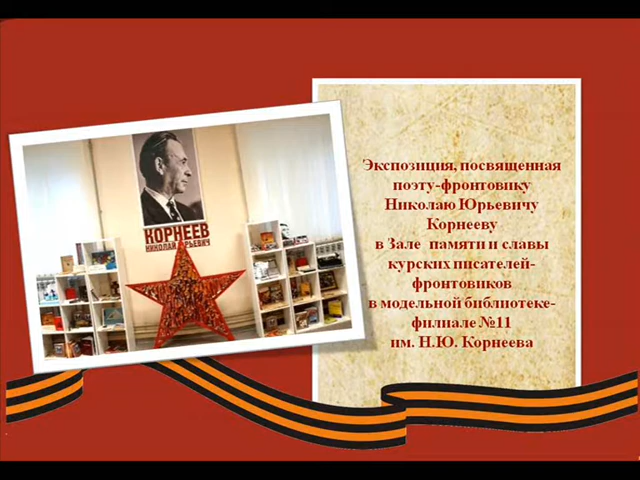 КОРНЕЕВ
НИКОЛАЙ ЮРЬЕВИЧ
Экспозиция, посвященная
поэту-фронтовику
Николаю Юрьевичу
Корнееву
в Зале памяти и славы
курских писателей-
фронтовиков
в модельной библиотеке-
филиале №11
им. Н.Ю. Корнеева